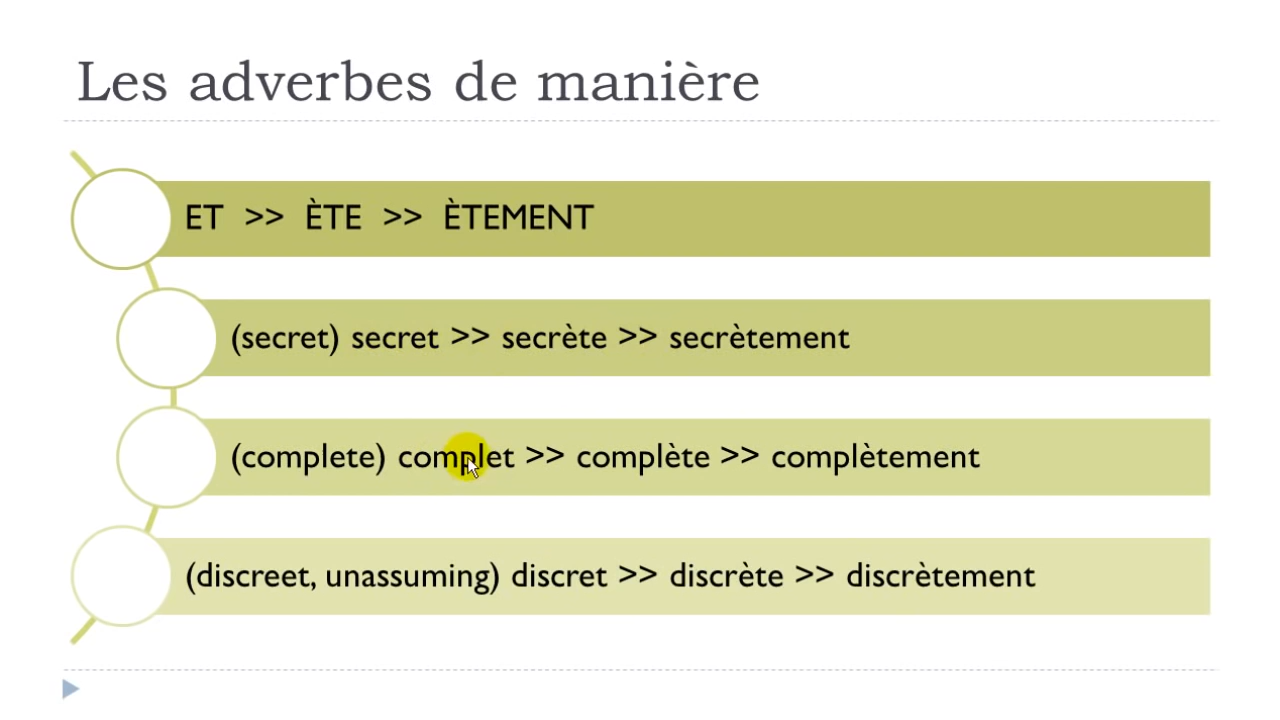 Les adverbes de manière
ET >> ÈTE >> ÈTEMENT
(secret) secret >> secrète >> secrètement
(complete) complet >> complète >> complètement
(discreet, unassuming) discret >> discrète >> discrètement